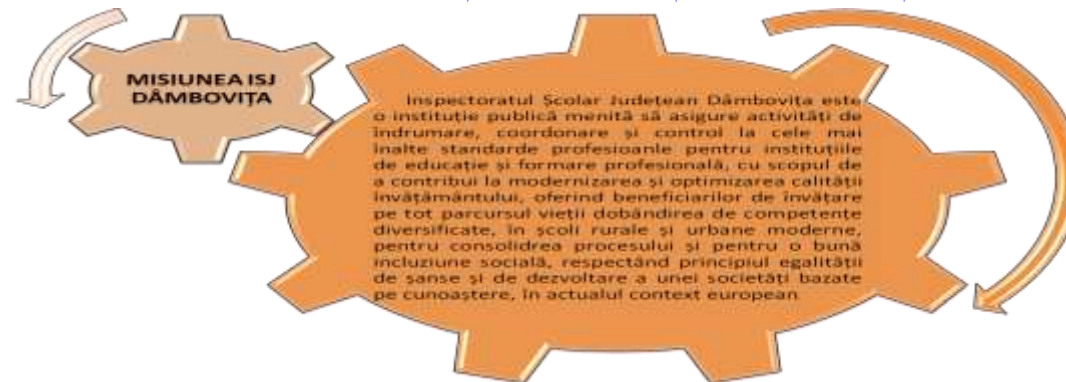 MISIUNEA ISJ
DÂMBOVIȚA
Inspectoratul Școlar Județean Dâmbovița este
o instituție publică menită să asigure activități de
îndrumare, coordonare și control la cele mai
înalte standarde profesioanle pentru instituțiile
de educație și formare profesională, cu scopul de
a contribui la modernizarea și optimizarea calității
învățământului, oferind beneficiarilor de învățare
pe tot parcursul vieții dobândirea de competențe
diversificate, în școli rurale și urbane moderne,
pentru consolidrea procesului și pentru o bună
incluziune socială, respectând principiul egalității
de șanse și de dezvoltare a unei societăți bazate
pe cunoaștere, în actualul context european